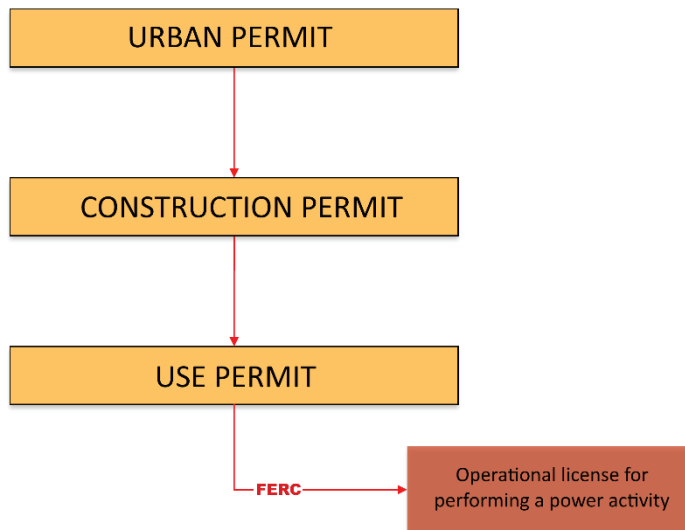 URBAN PERMIT
CONSTRUCTION PERMIT
USE PERMIT
FERC
Operational license for
performing a power activity